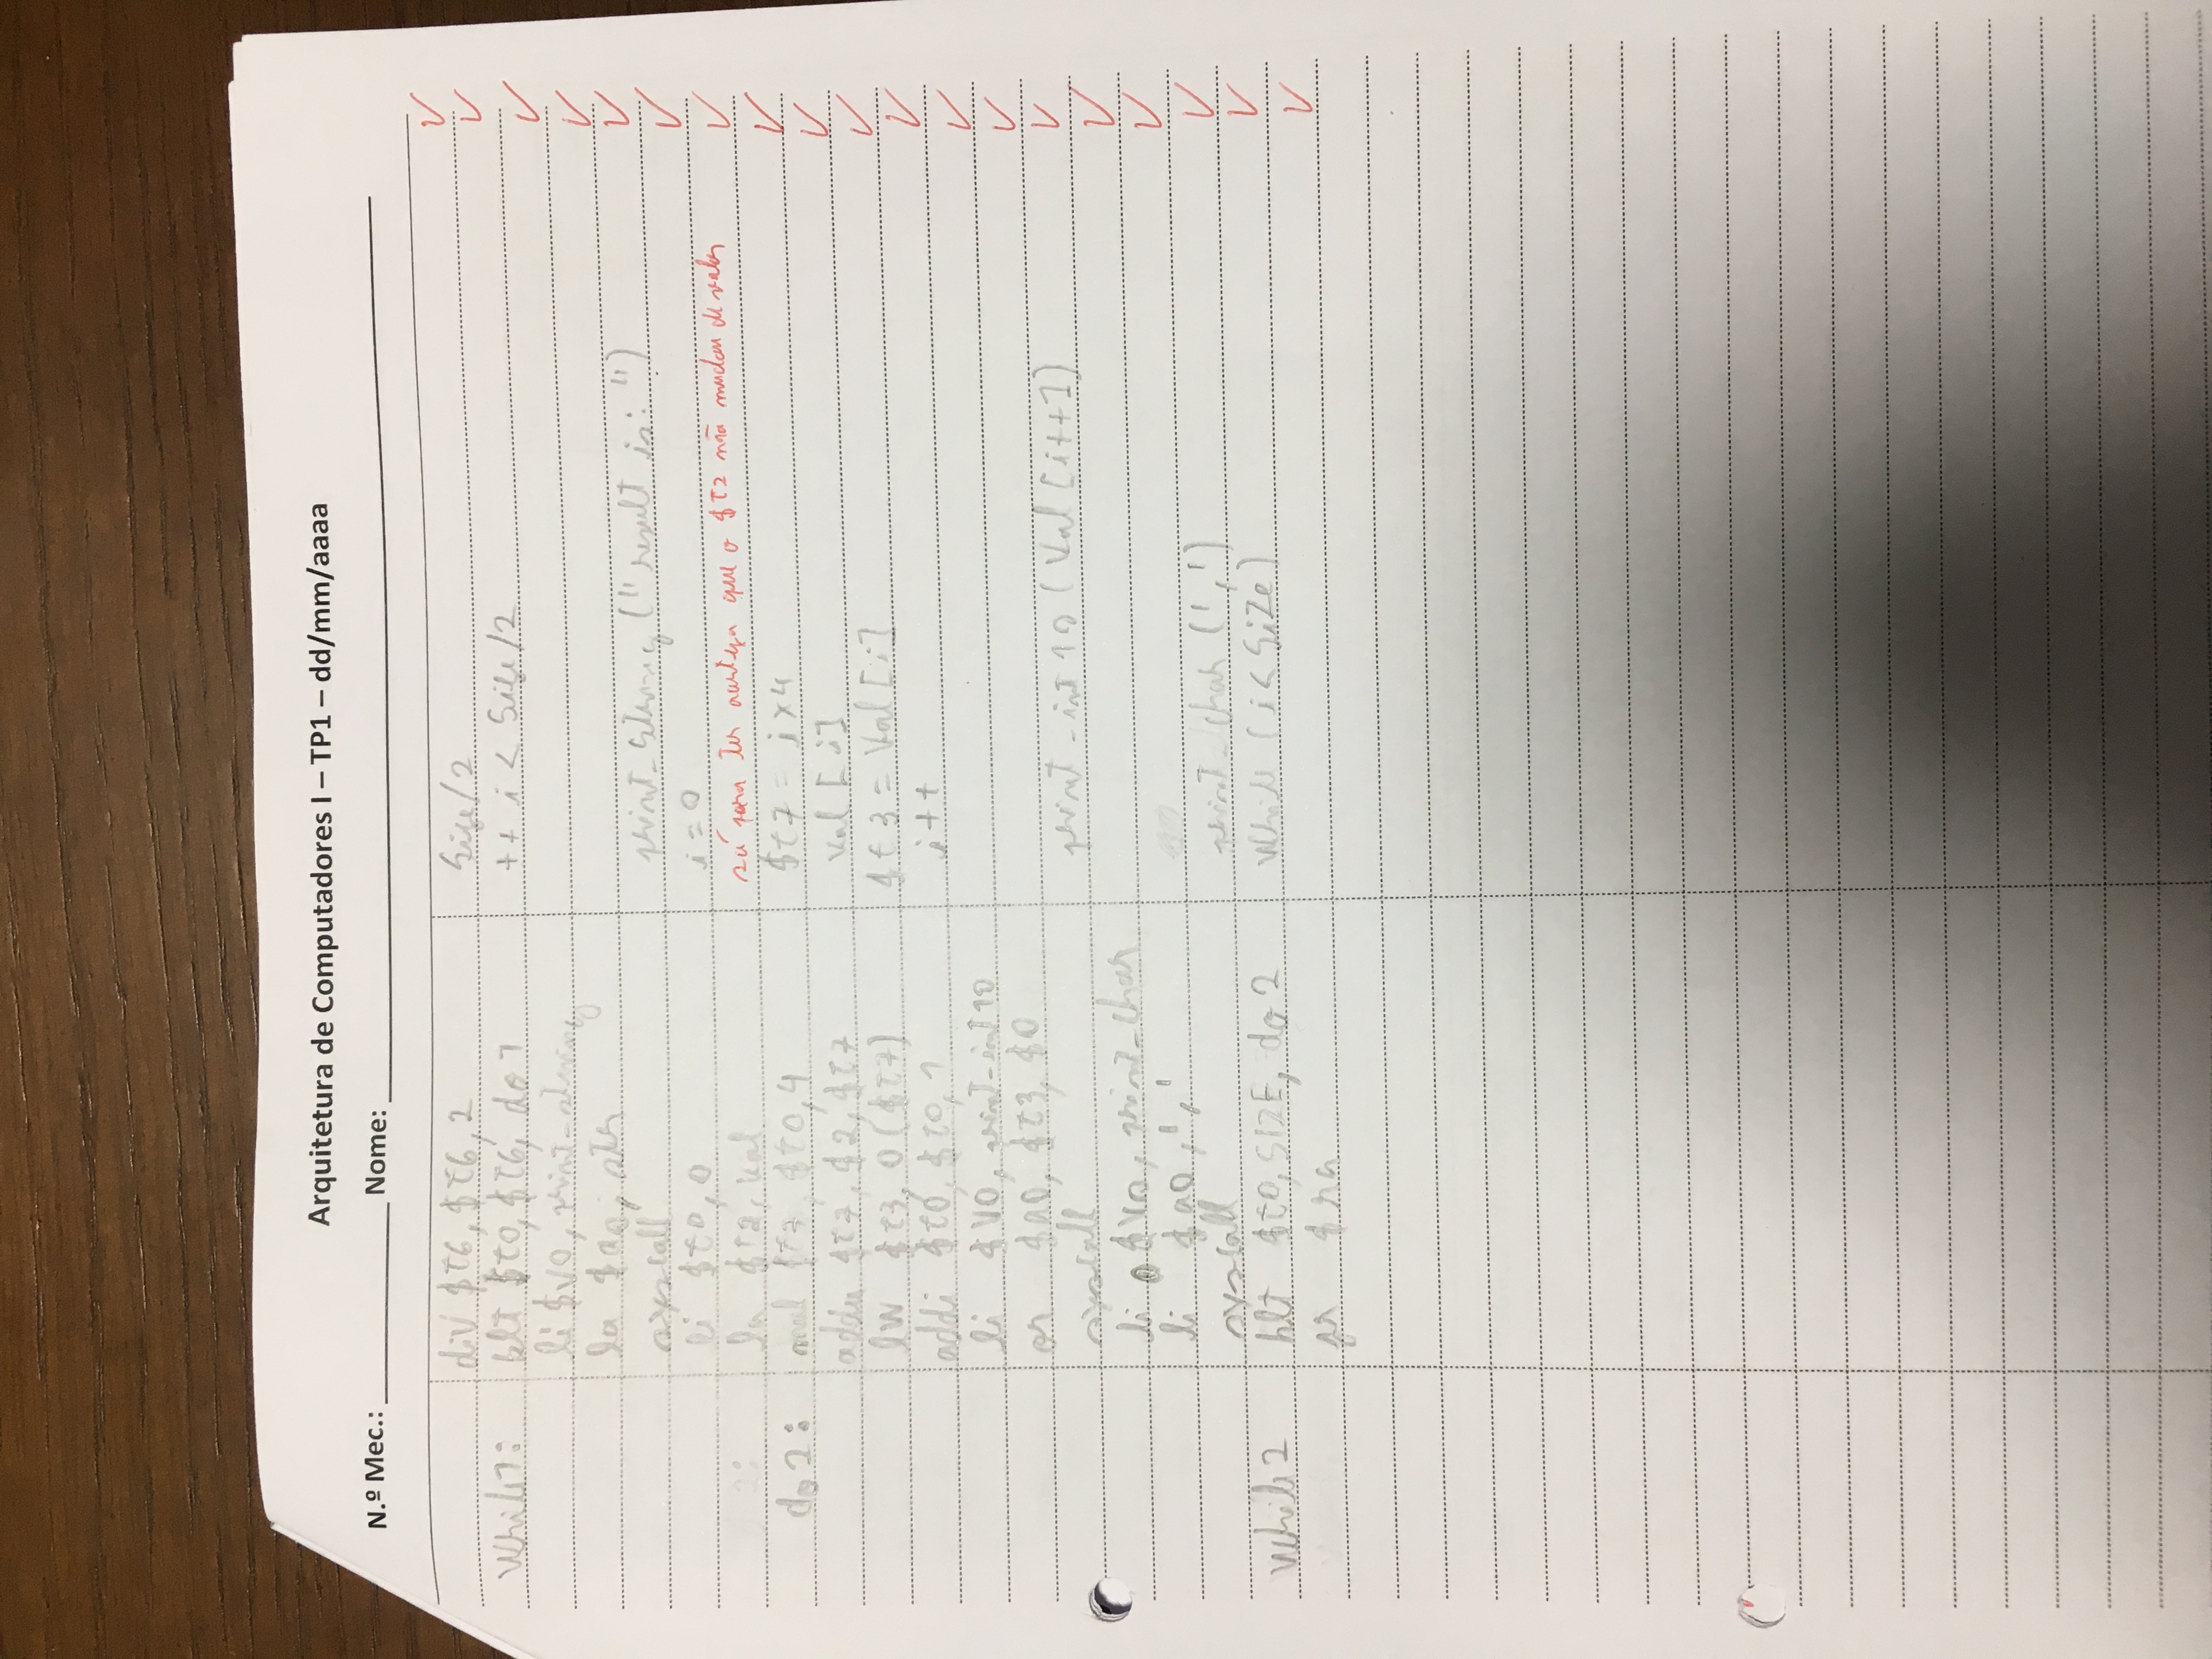 Arquitetura de Computadores I – TP1 – dd/mm/aaaa
N.º Mec.: Nome:
div $t6, $t6, 2 Size/2
While1: blt $t0, $t6, do1 ++ i < Size/2
li $v0, print_string
la $a0, str
syscall print_string (" result is: ")
li $t0, 0 i = 0
la $t2, val só para ter certeza que o $t2 não mudou de valor
do2: mul $t7, $t0, 4 $t7 = i x 4
addu $t7, $2, $t7 val [i]
lw $t3, 0($t7) $t3 = Val[i]
addi $t0, $t0, 1 i++
li $v0, print_int10
or $a0, $t3, $0
syscall print_int10 (Val [i++])
li $v0, print_char
li $a0, ','
syscall print_char (',')
While2 blt $t0, SIZE, do2 While (i < SiZe)
jr $ra